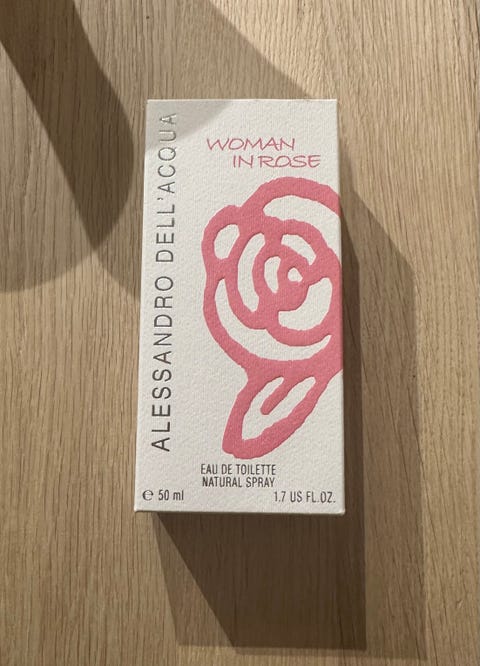 ALESSANDRO DELL'ACQUA
WOMAN
IN ROSE
EAU DE TOILETTE
NATURAL SPRAY
℮ 50 ml
1.7 US FL.OZ.